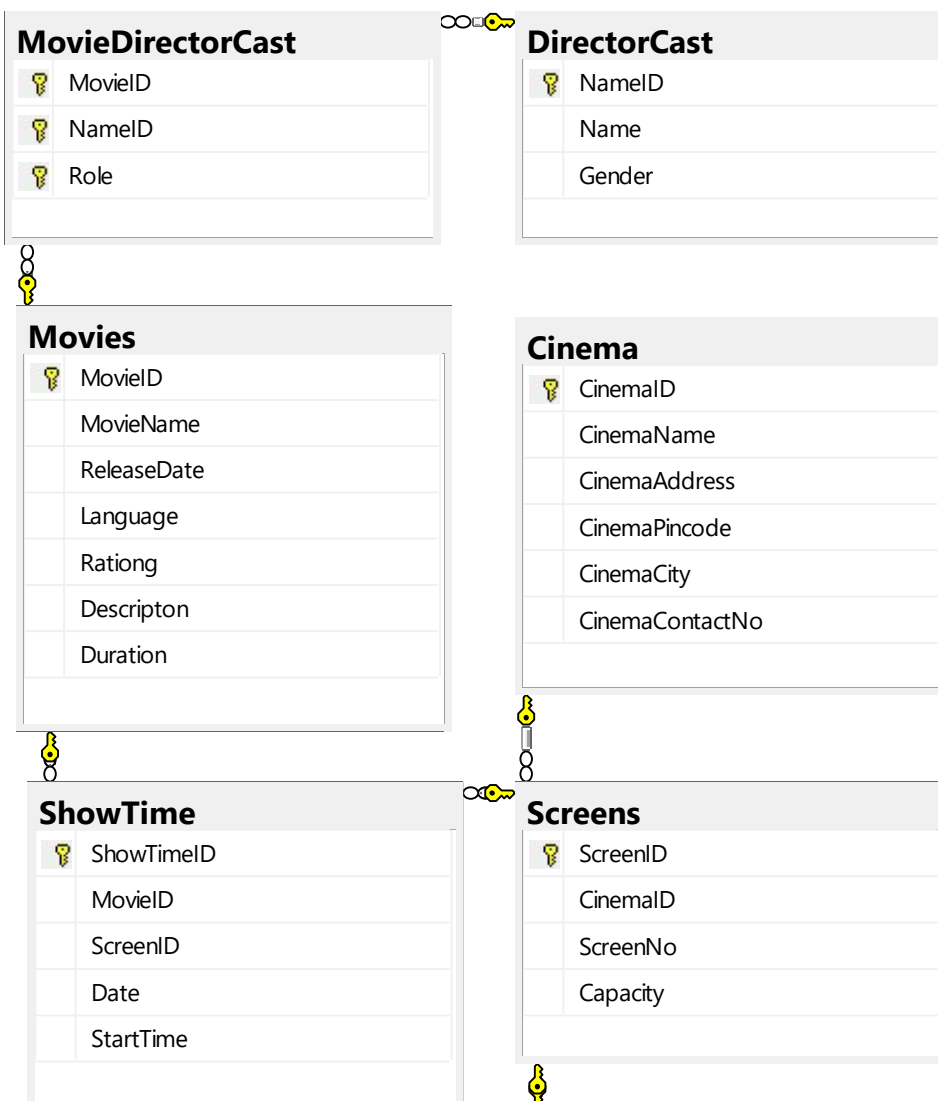 MovieDirectorCast
MovieID
NameID
Role
DirectorCast
NameID
Name
Gender
Movies
MovieID
MovieName
ReleaseDate
Language
Rationg
Descripton
Duration
Cinema
CinemaID
CinemaName
CinemaAddress
CinemaPincode
CinemaCity
CinemaContactNo
ShowTime
ShowTimeID
MovieID
ScreenID
Date
StartTime
Screens
ScreenID
CinemaID
ScreenNo
Capacity